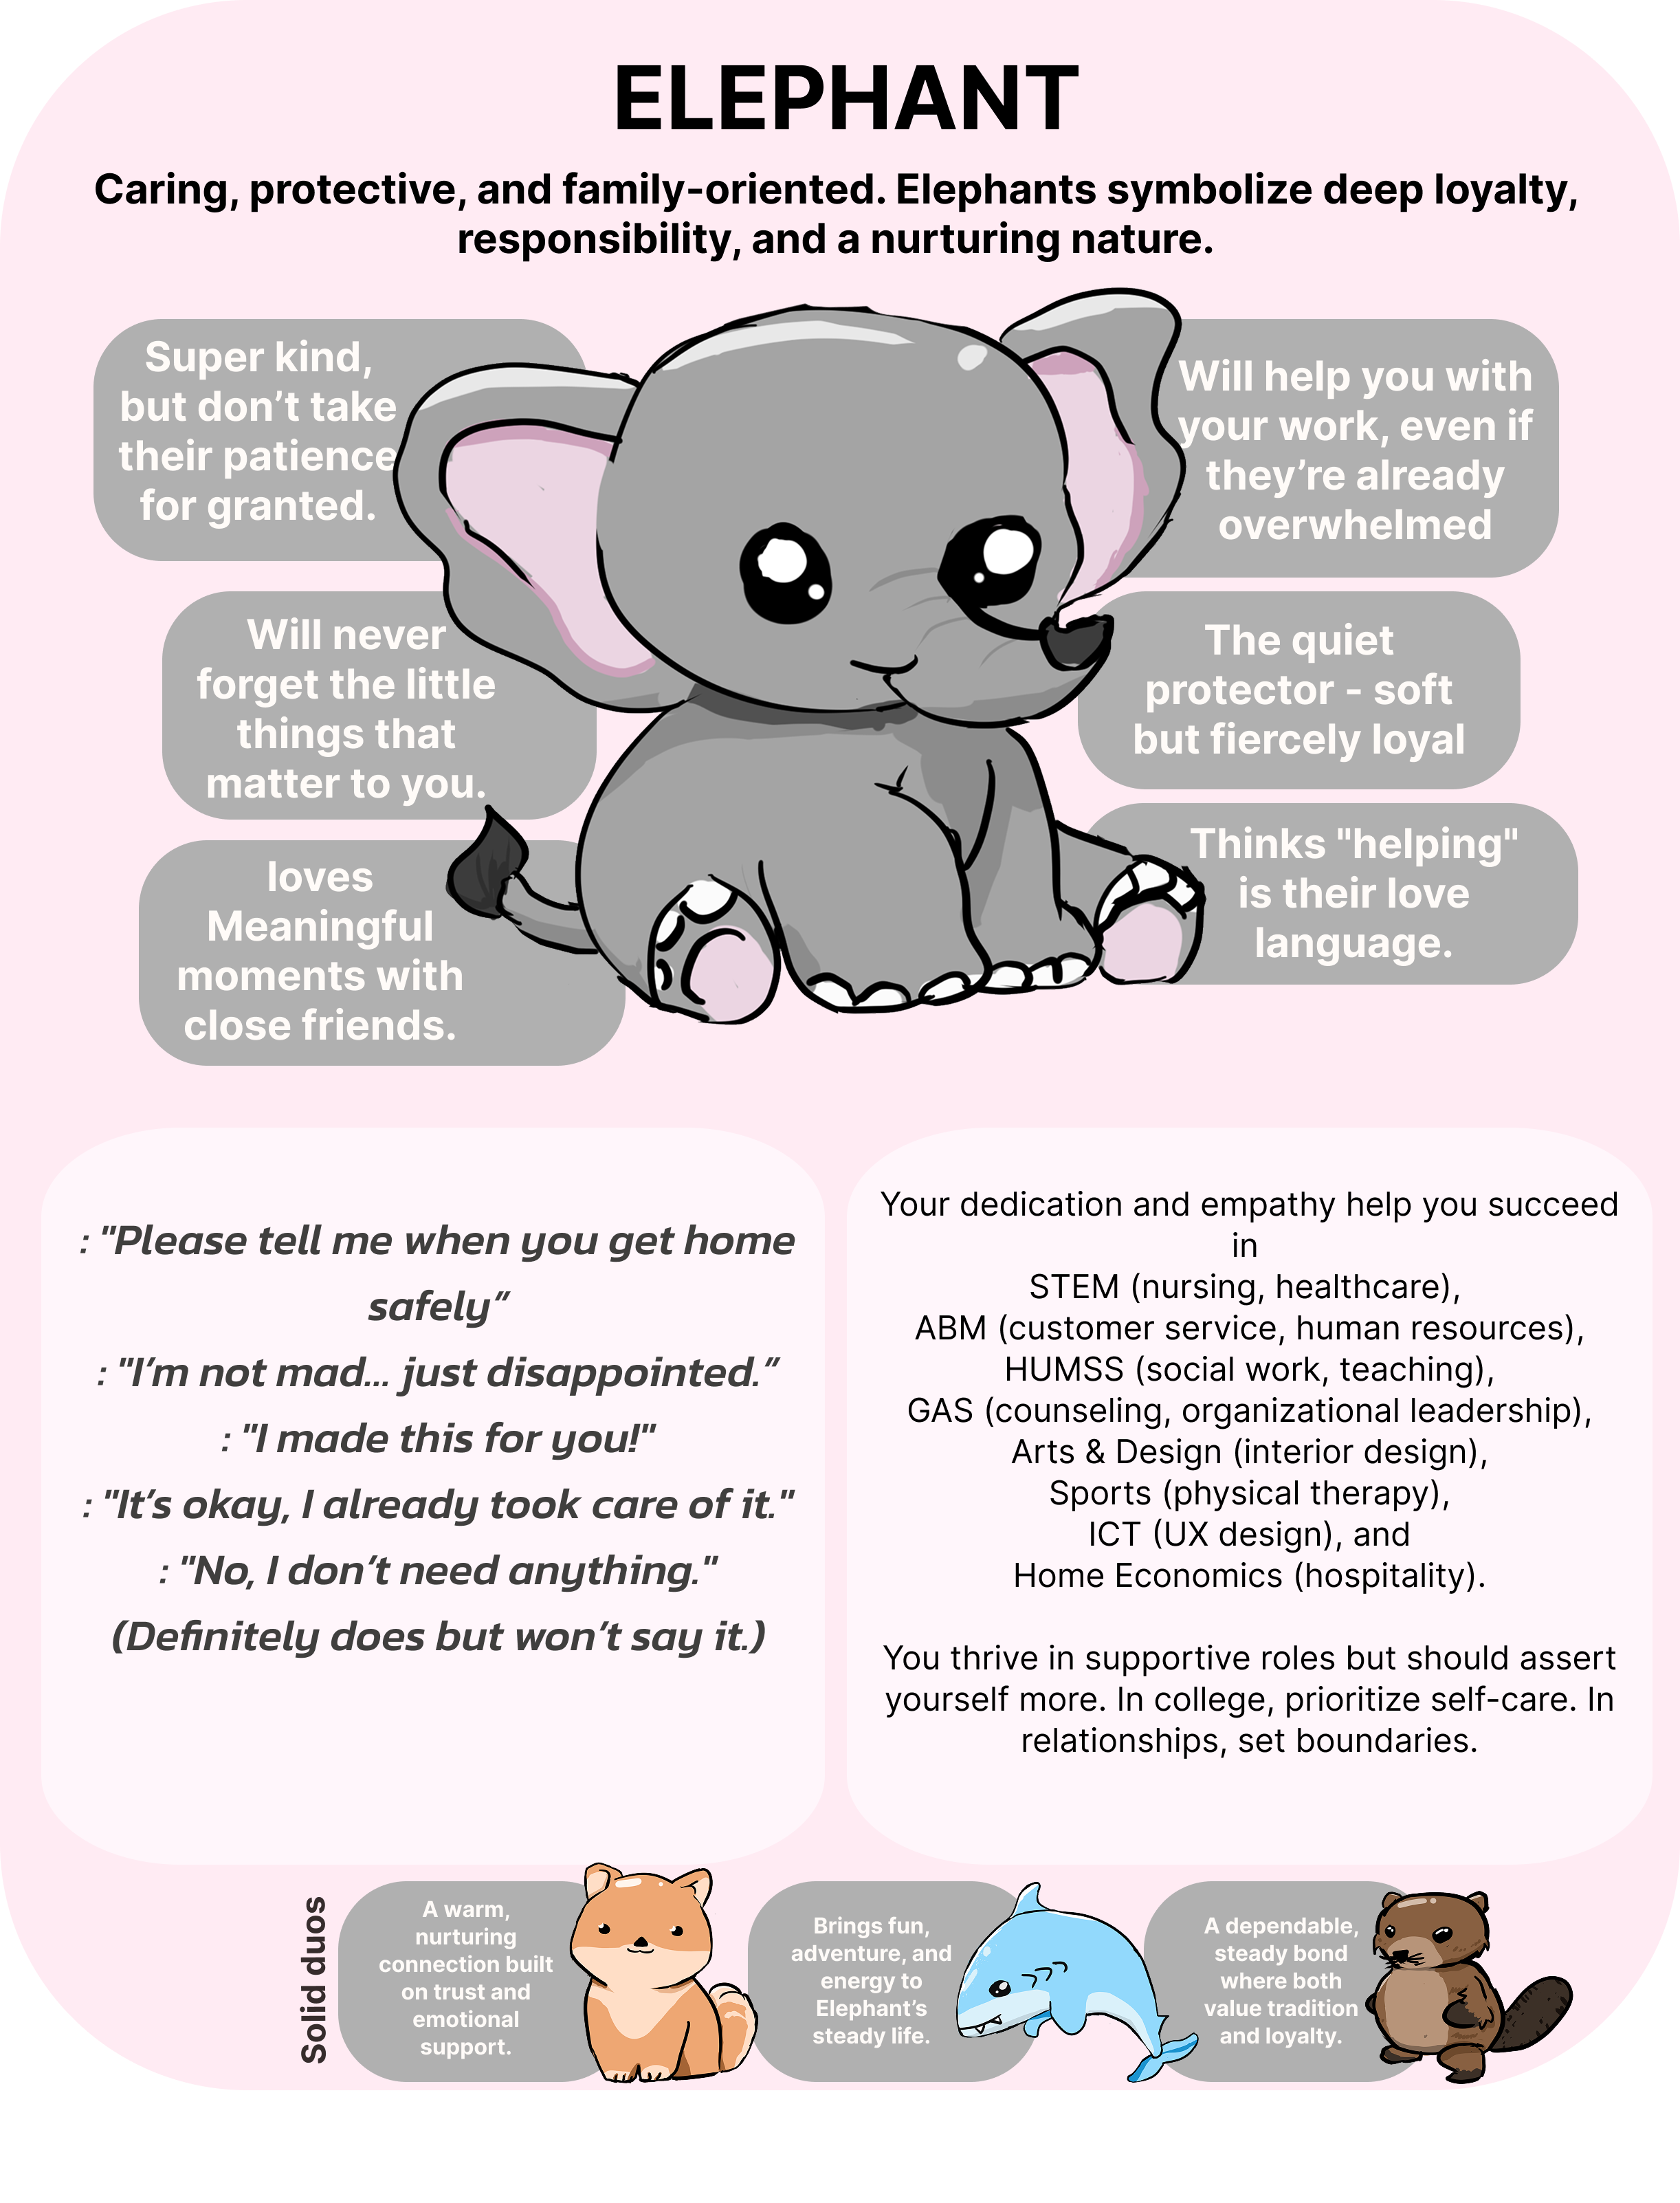 ELEPHANT
Caring, protective, and family-oriented. Elephants symbolize deep loyalty,
responsibility, and a nurturing nature.
Super kind,
but don’t take
their patience
for granted.
Will never
forget the little
things that
matter to you.
loves
Meaningful
moments with
close friends.
Will help you with
your work, even if
they’re already
overwhelmed
The quiet
protector - soft
but fiercely loyal
Thinks "helping"
is their love
language.
: "Please tell me when you get home
safely”
: "I’m not mad... just disappointed.”
: "I made this for you!"
: "It’s okay, I already took care of it."
: "No, I don’t need anything."
(Definitely does but won’t say it.)
Your dedication and empathy help you succeed
in
STEM (nursing, healthcare),
ABM (customer service, human resources),
HUMSS (social work, teaching),
GAS (counseling, organizational leadership),
Arts & Design (interior design),
Sports (physical therapy),
ICT (UX design), and
Home Economics (hospitality).
You thrive in supportive roles but should assert
yourself more. In college, prioritize self-care. In
relationships, set boundaries.
Solid duos
A warm,
nurturing
connection built
on trust and
emotional
support.
Brings fun,
adventure, and
energy to
Elephant’s
steady life.
A dependable,
steady bond
where both
value tradition
and loyalty.